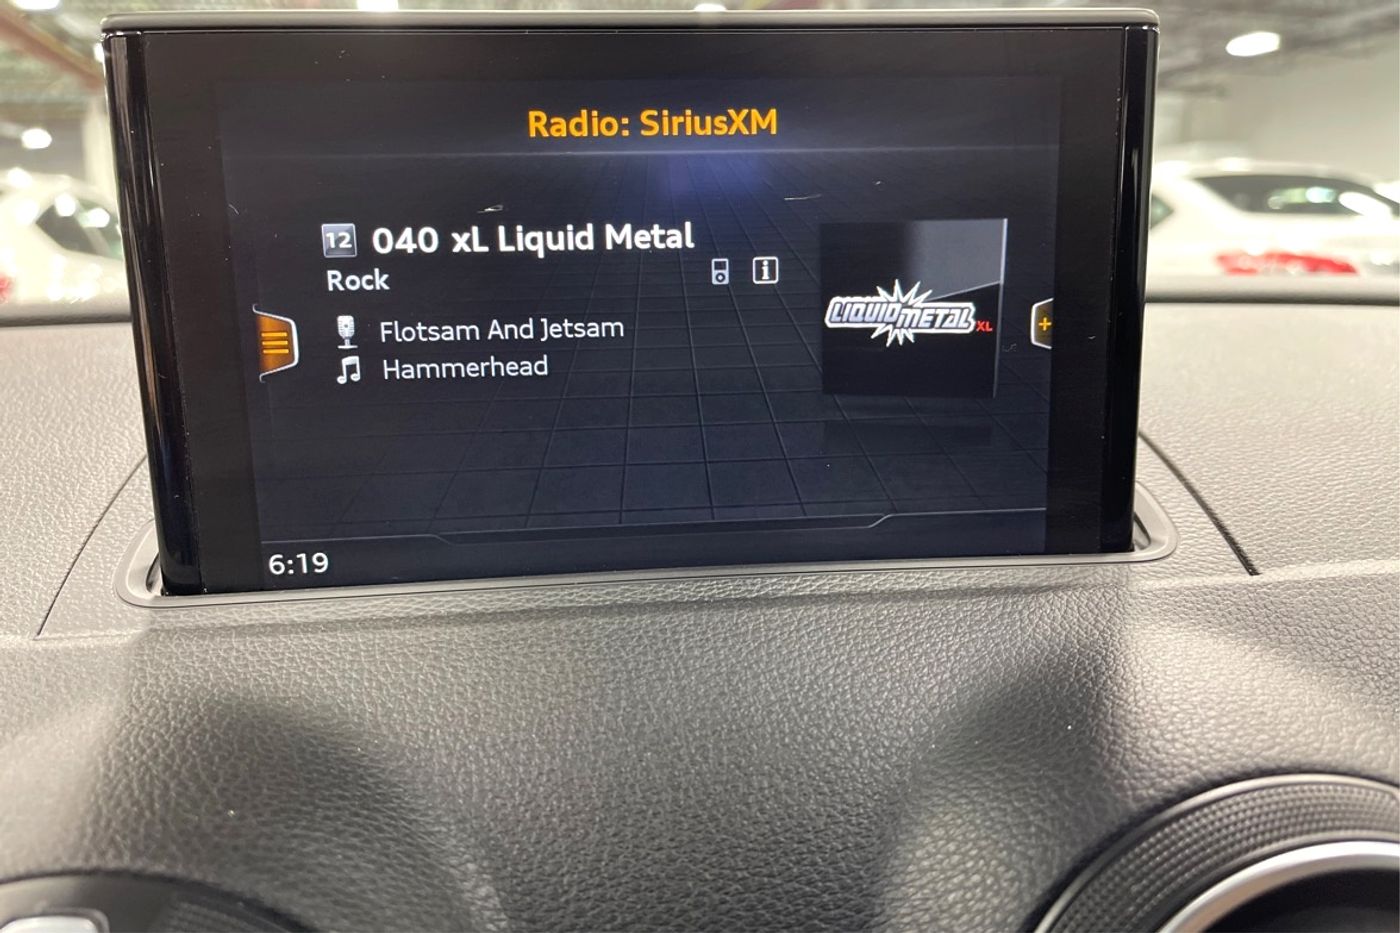 Radio: SiriusXM
12 040 xL Liquid Metal
Rock
i
Flotsam And Jetsam
Hammerhead
LIQUID METAL XL
+
6:19